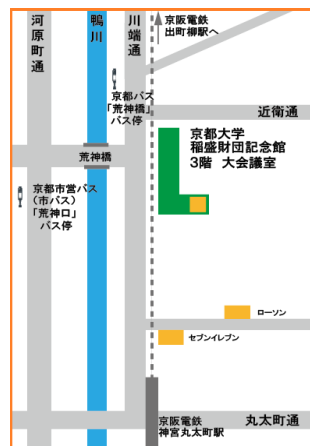 河原町通
鴨川
川端通
京阪電鉄
出町柳駅へ
京都バス
「荒神橋」
バス停
近衛通
京都大学
稲盛財団記念館
3階 大会議室
荒神橋
京都市営バス
(市バス)
「荒神口」
バス停
ローソン
セブンイレブン
京阪電鉄
神宮丸太町駅
丸太町通